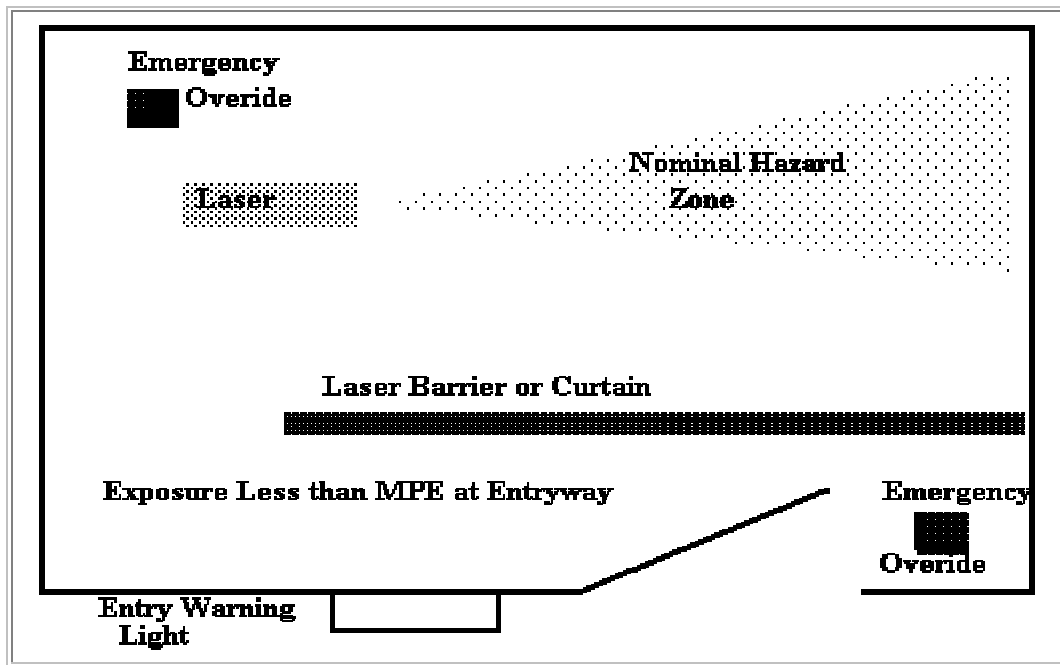 Emergency
Overide
Laser
Nominal Hazard
Zone
Laser Barrier or Curtain
Exposure Less than MPE at Entryway
Emergency
Overide
Entry Warning
Light